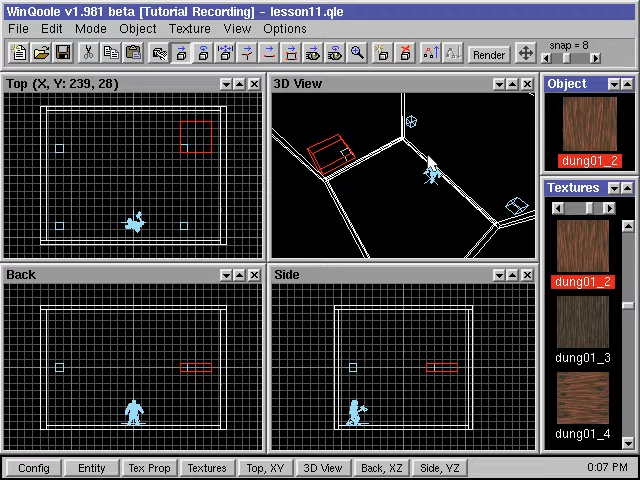 WinQoole v1.981 beta [Tutorial Recording] - lesson11.qle
File Edit Mode Object Texture View Options
Render
snap = 8
Top (X, Y: 239, 28)
3D View
Object
dung01_2
Textures
dung01_2
dung01_3
dung01_4
Back
Side
Config
Entity
Tex Prop
Textures
Top, XY
3D View
Back, XZ
Side, YZ
0:07 PM